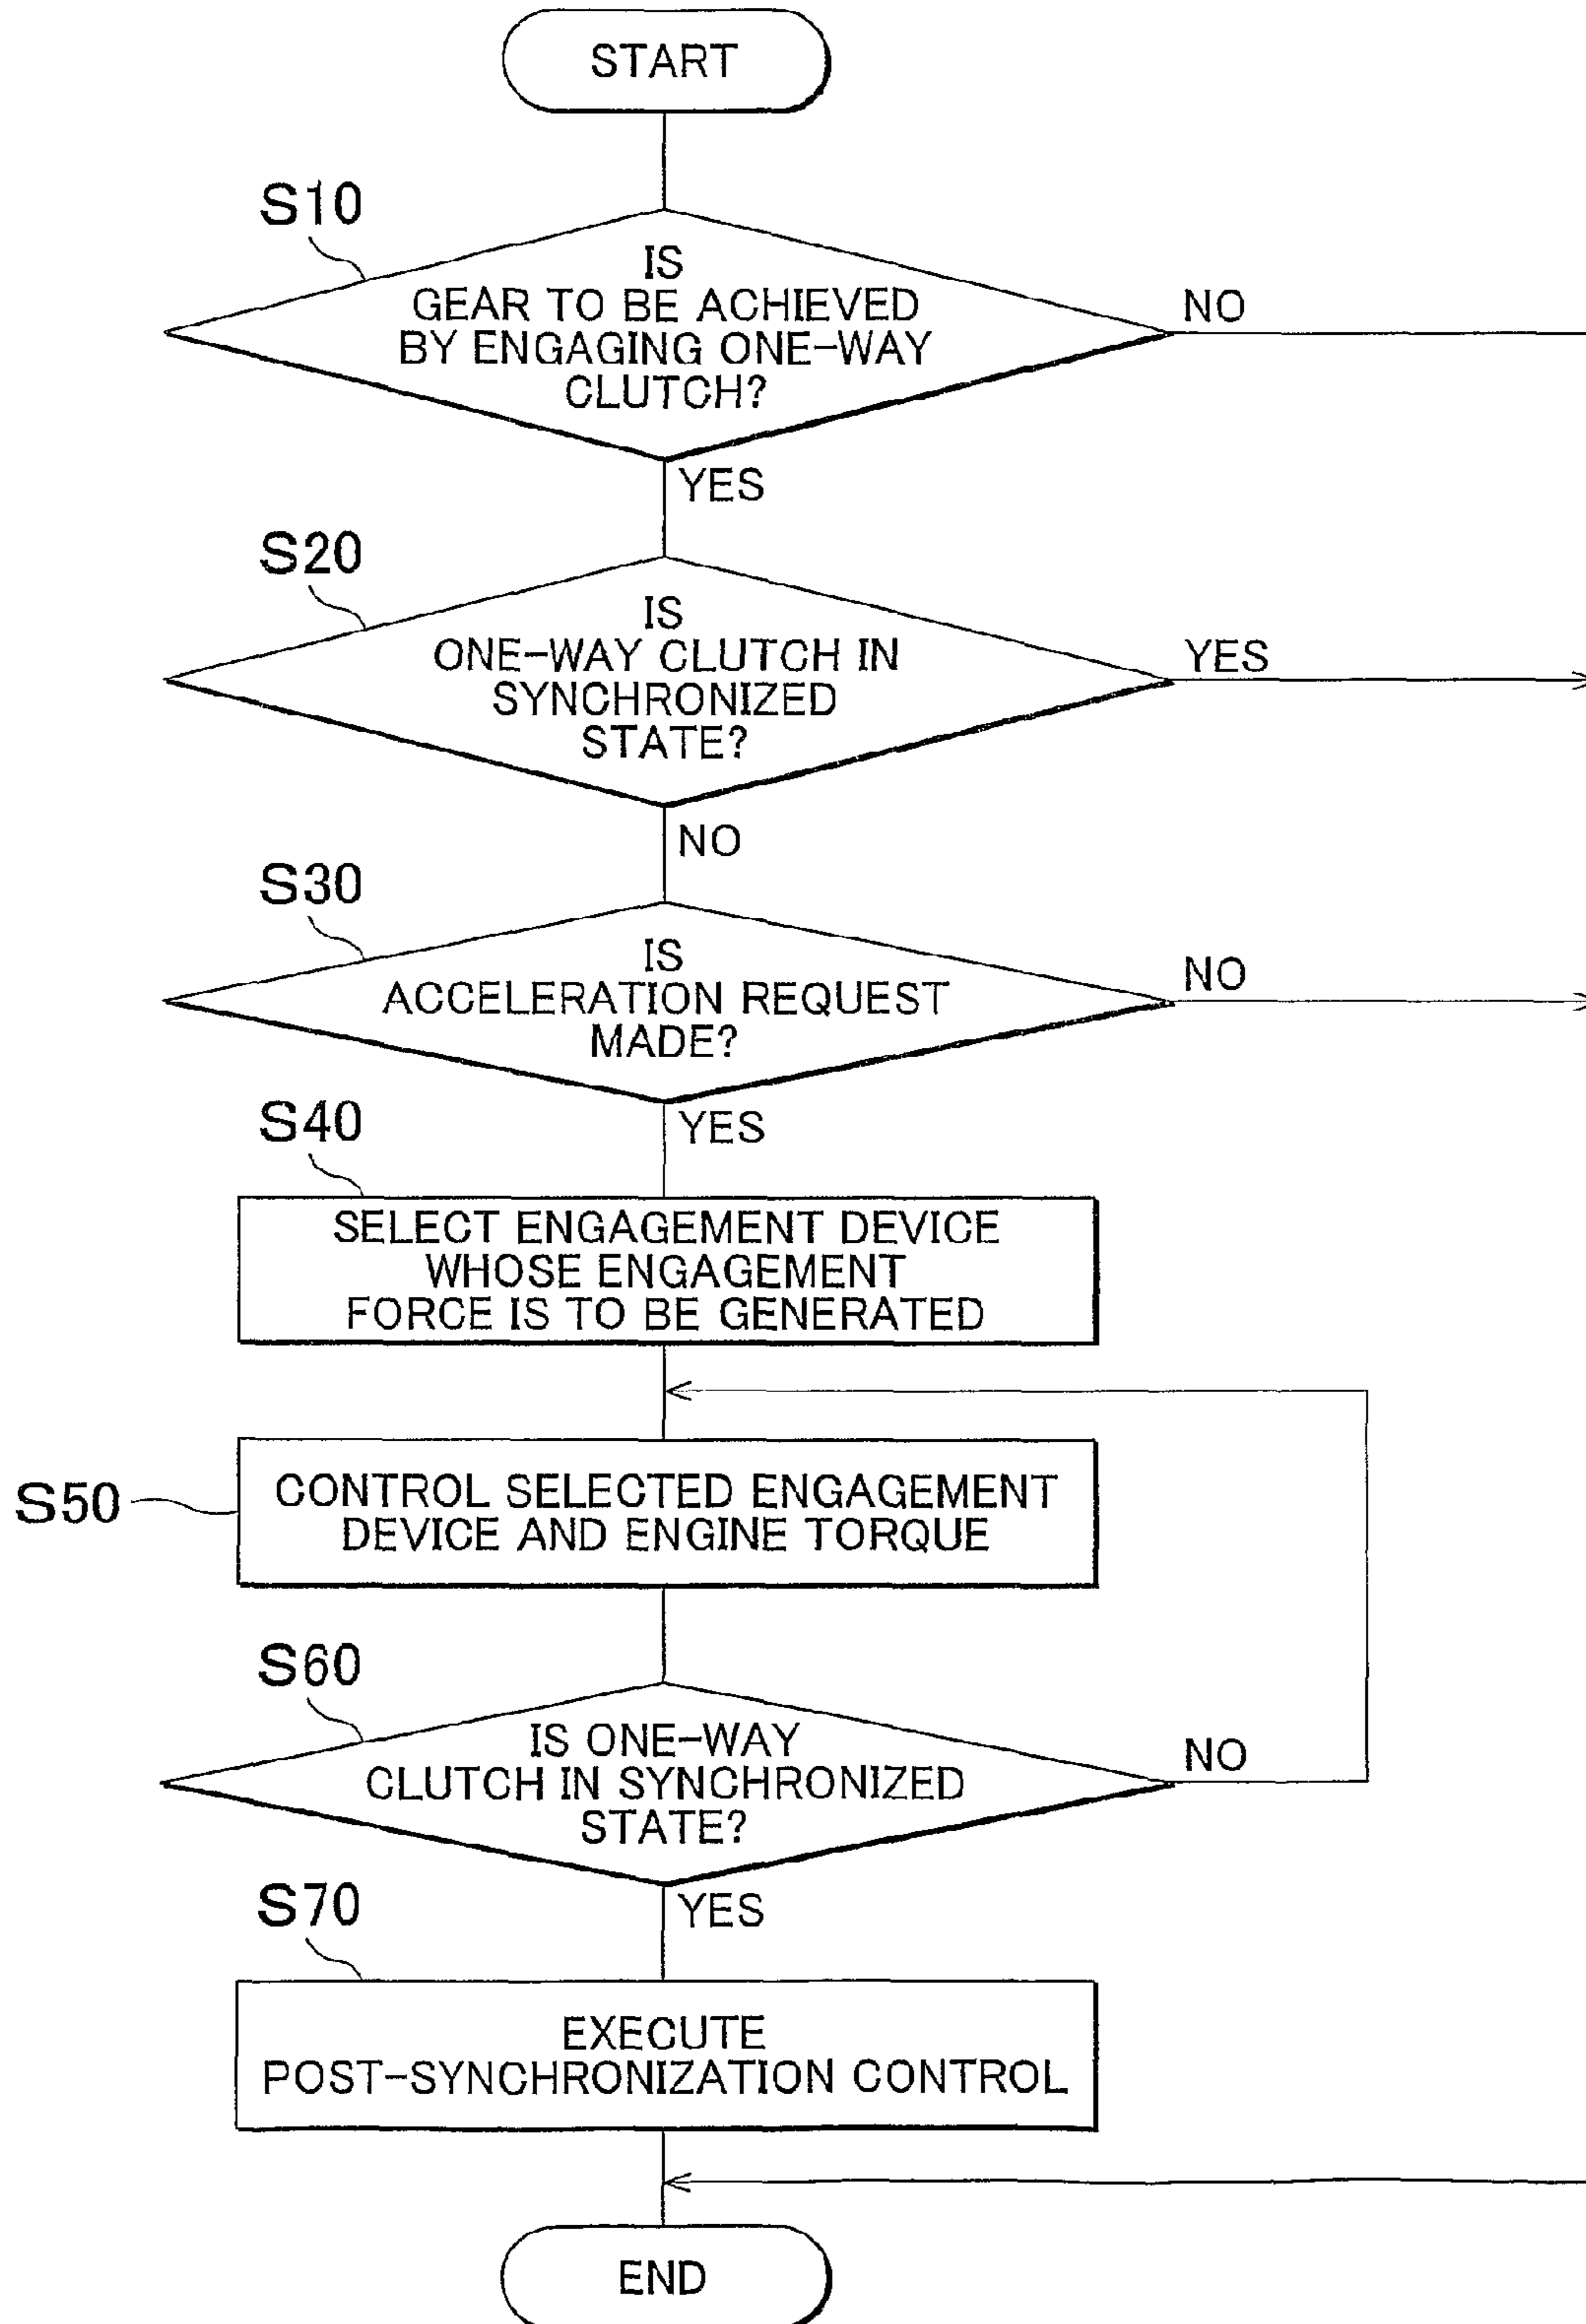 START
S10
IS
GEAR TO BE ACHIEVED
BY ENGAGING ONE-WAY
CLUTCH?
NO
YES
S20
IS
ONE-WAY CLUTCH IN
SYNCHRONIZED
STATE?
YES
NO
S30
IS
ACCELERATION REQUEST
MADE?
NO
YES
S40
SELECT ENGAGEMENT DEVICE
WHOSE ENGAGEMENT
FORCE IS TO BE GENERATED
S50
CONTROL SELECTED ENGAGEMENT
DEVICE AND ENGINE TORQUE
S60
IS ONE-WAY
CLUTCH IN SYNCHRONIZED
STATE?
NO
YES
S70
EXECUTE
POST-SYNCHRONIZATION CONTROL
END